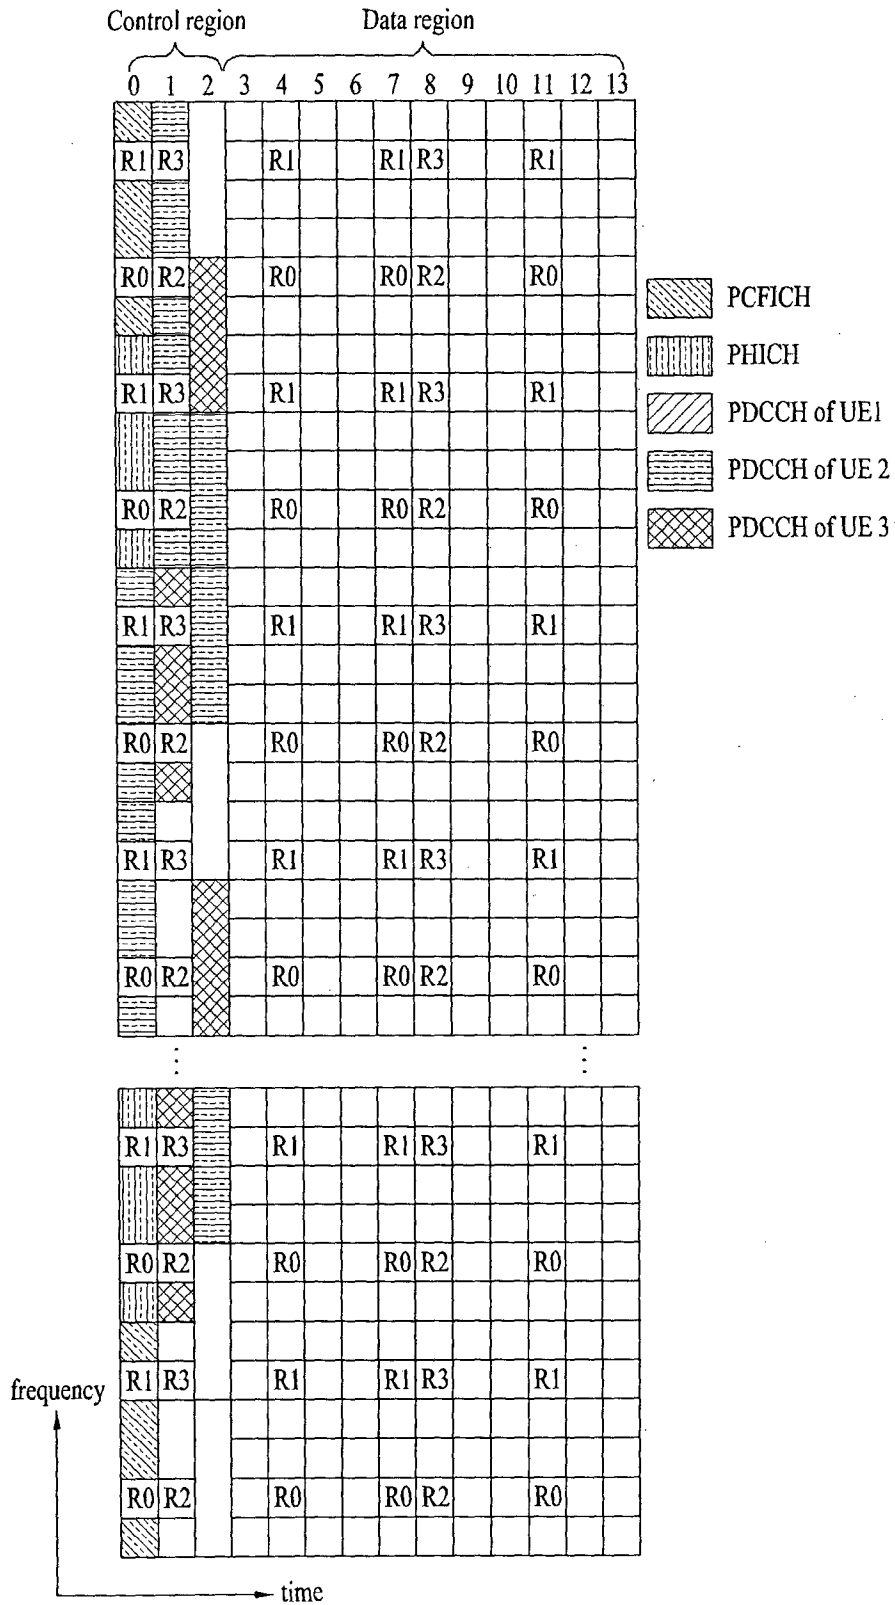 Control region Data region
0 1 2 3 4 5 6 7 8 9 10 11 12 13
R1 R3 R1 R1 R3 R1
R0 R2 R0 R0 R2 R0
PCFICH
PHICH
R1 R3 R1 R1 R3 R1
PDCCH of UE1
PDCCH of UE 2
R0 R2 R0 R0 R2 R0
PDCCH of UE 3
R1 R3 R1 R1 R3 R1
R0 R2 R0 R0 R2 R0
R1 R3 R1 R1 R3 R1
R0 R2 R0 R0 R2 R0
R1 R3 R1 R1 R3 R1
R0 R2 R0 R0 R2 R0
R1 R3 R1 R1 R3 R1
frequency
R0 R2 R0 R0 R2 R0
time